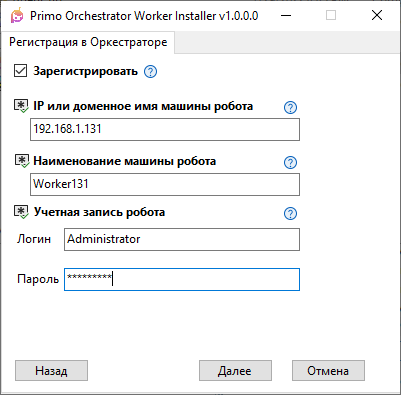 Primo Orchestrator Worker Installer v1.0.0.0
Регистрация в Оркестраторе
Зарегистрировать
IP или доменное имя машины робота
192.168.1.131
Наименование машины робота
Worker131
Учетная запись робота
Логин Administrator
Пароль *********
Назад Далее Отмена